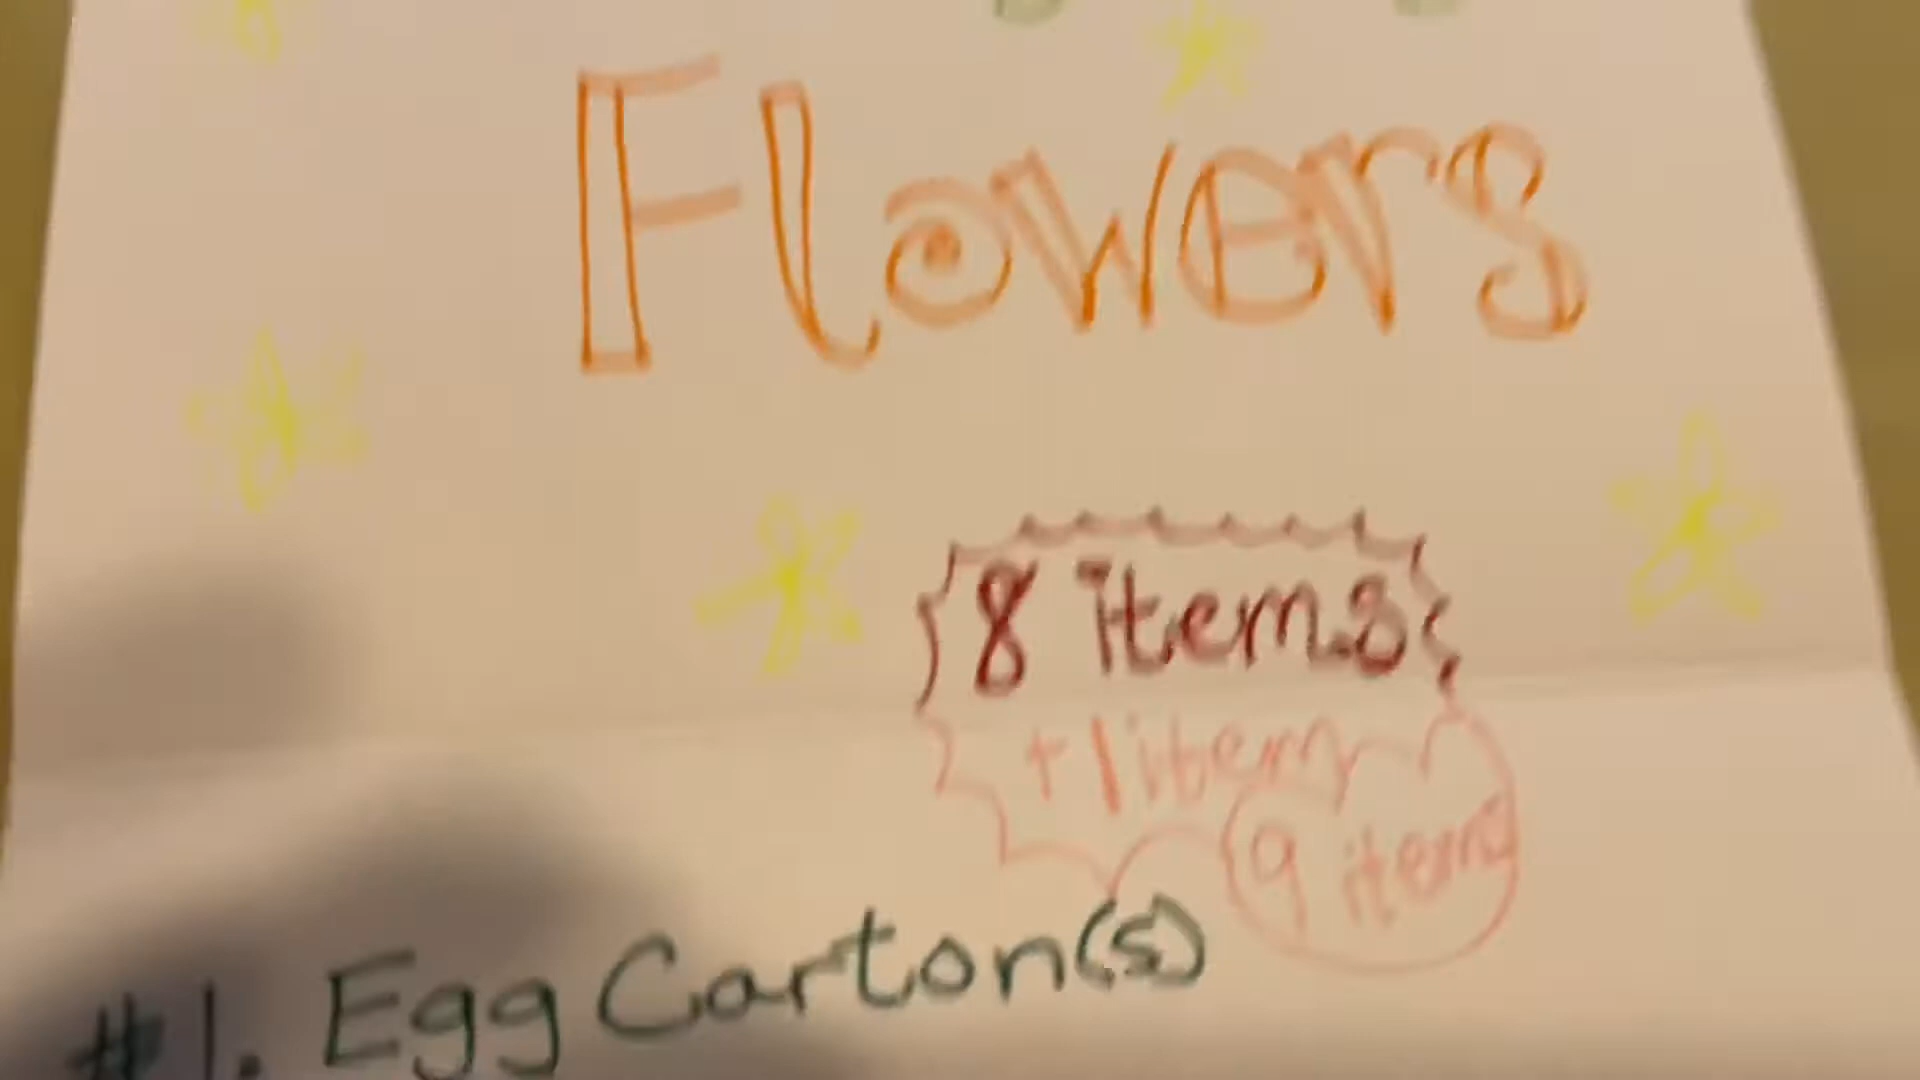 Flowers
8 Items
+1 item
9 items
#1. Egg Carton(s)